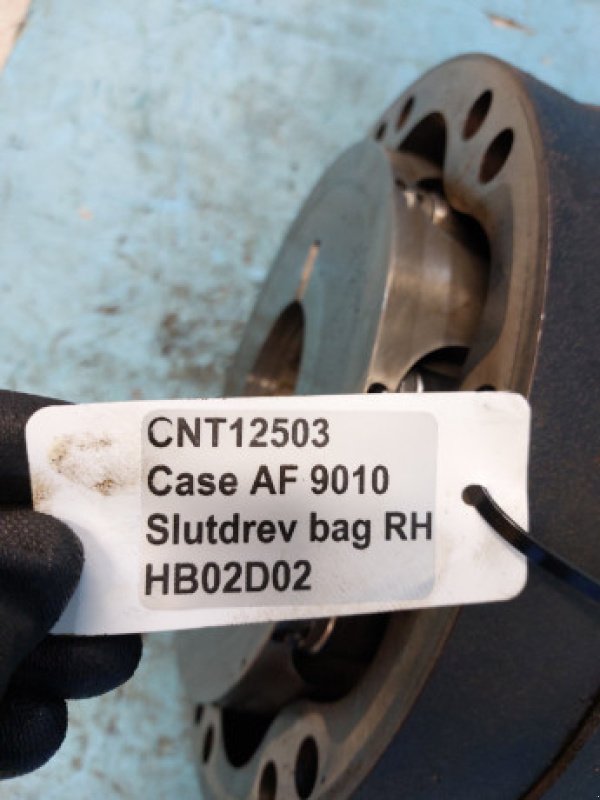 CNT12503
Case AF 9010
Slutdrev bag RH
HB02D02